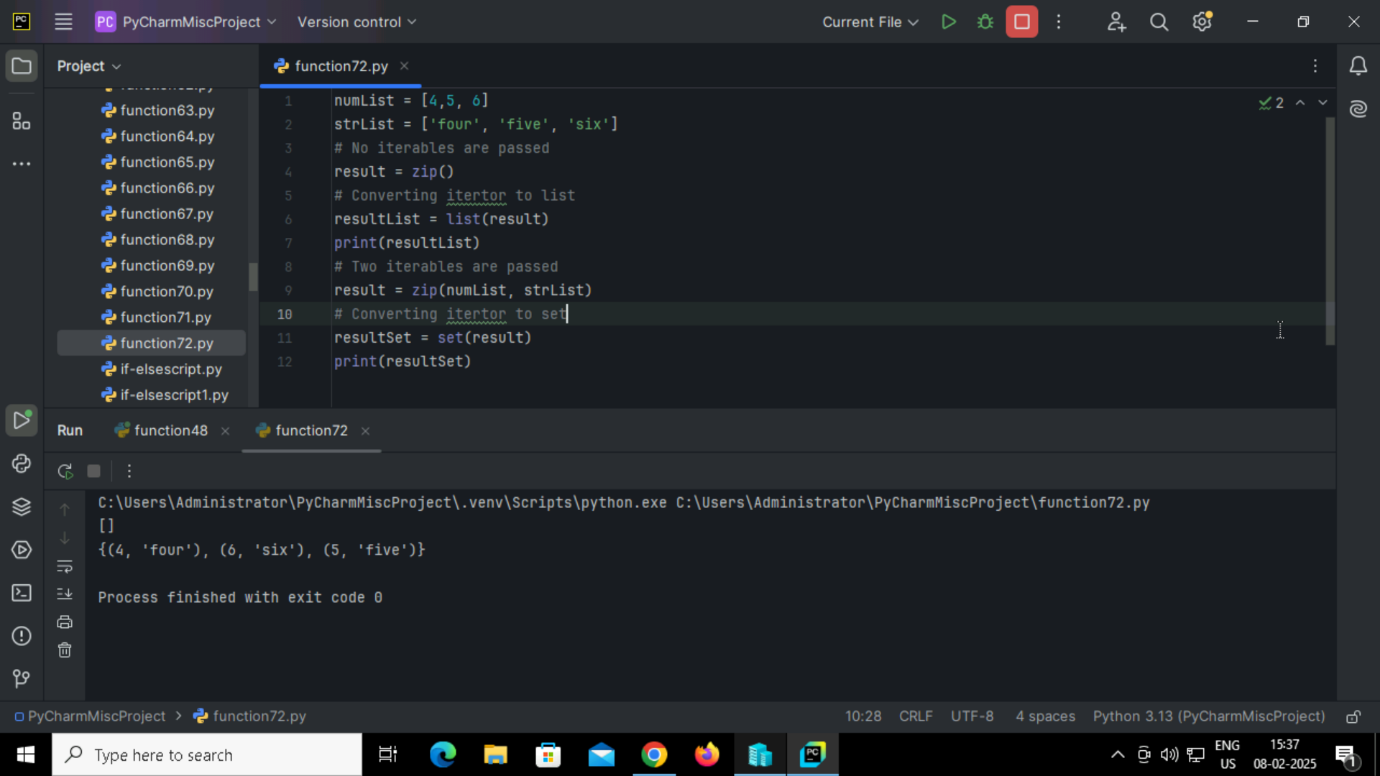 PC PyCharmMiscProject Version control Current File
Project
function72.py
function63.py
function64.py
function65.py
function66.py
function67.py
function68.py
function69.py
function70.py
function71.py
function72.py
if-elsescript.py
if-elsescript1.py
2
1 numList = [4,5, 6]
2 strList = ['four', 'five', 'six']
3 # No iterables are passed
4 result = zip()
5 # Converting itertor to list
6 resultList = list(result)
7 print(resultList)
8 # Two iterables are passed
9 result = zip(numList, strList)
10 # Converting itertor to set
11 resultSet = set(result)
12 print(resultSet)
Run function48 function72
C:\Users\Administrator\PyCharmMiscProject\.venv\Scripts\python.exe C:\Users\Administrator\PyCharmMiscProject\function72.py
[]
{(4, 'four'), (6, 'six'), (5, 'five')}
Process finished with exit code 0
PyCharmMiscProject > function72.py 10:28 CRLF UTF-8 4 spaces Python 3.13 (PyCharmMiscProject)
Type here to search
PC
ENG
US
15:37
08-02-2025
1